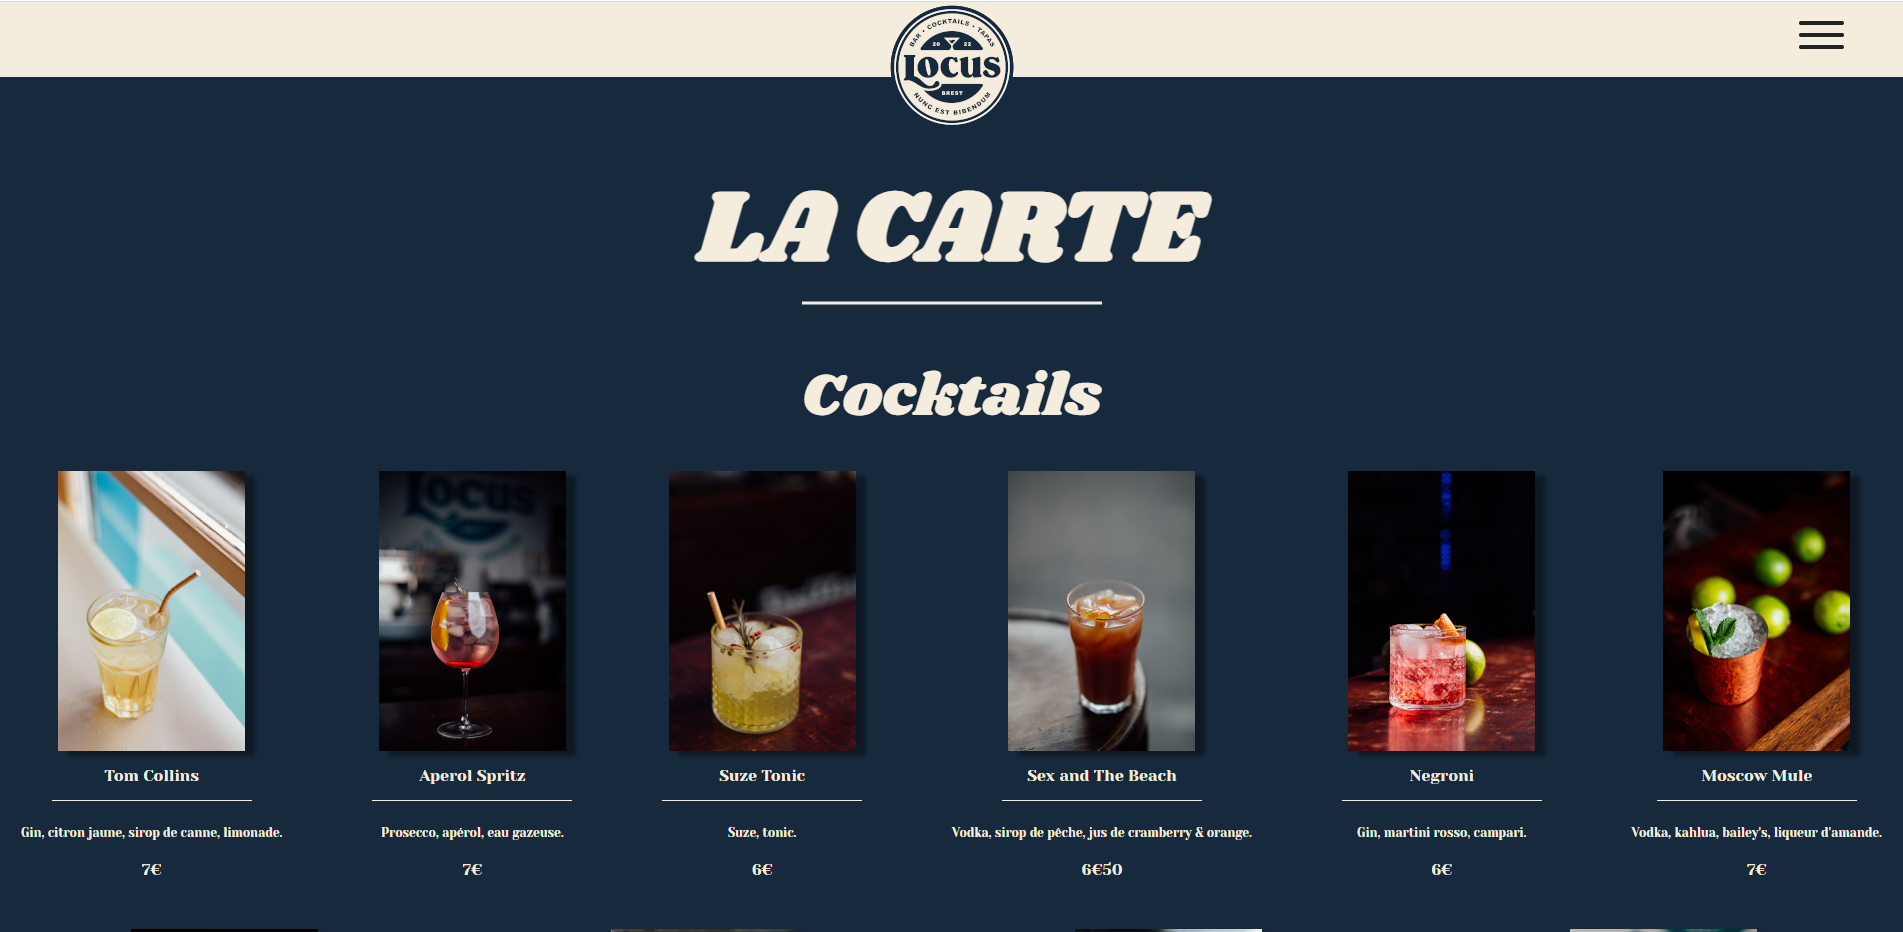 BAR • COCKTAILS • TAPAS
20 22
Locus
BREST
NUNC EST BIBENDUM
LA CARTE
Cocktails
Locus
Tom Collins
Gin, citron jaune, sirop de canne, limonade.
7€
Aperol Spritz
Prosecco, apérol, eau gazeuse.
7€
Suze Tonic
Suze, tonic.
6€
Sex and The Beach
Vodka, sirop de pêche, jus de cramberry & orange.
6€50
Negroni
Gin, martini rosso, campari.
6€
Moscow Mule
Vodka, kahlua, bailey's, liqueur d'amande.
7€